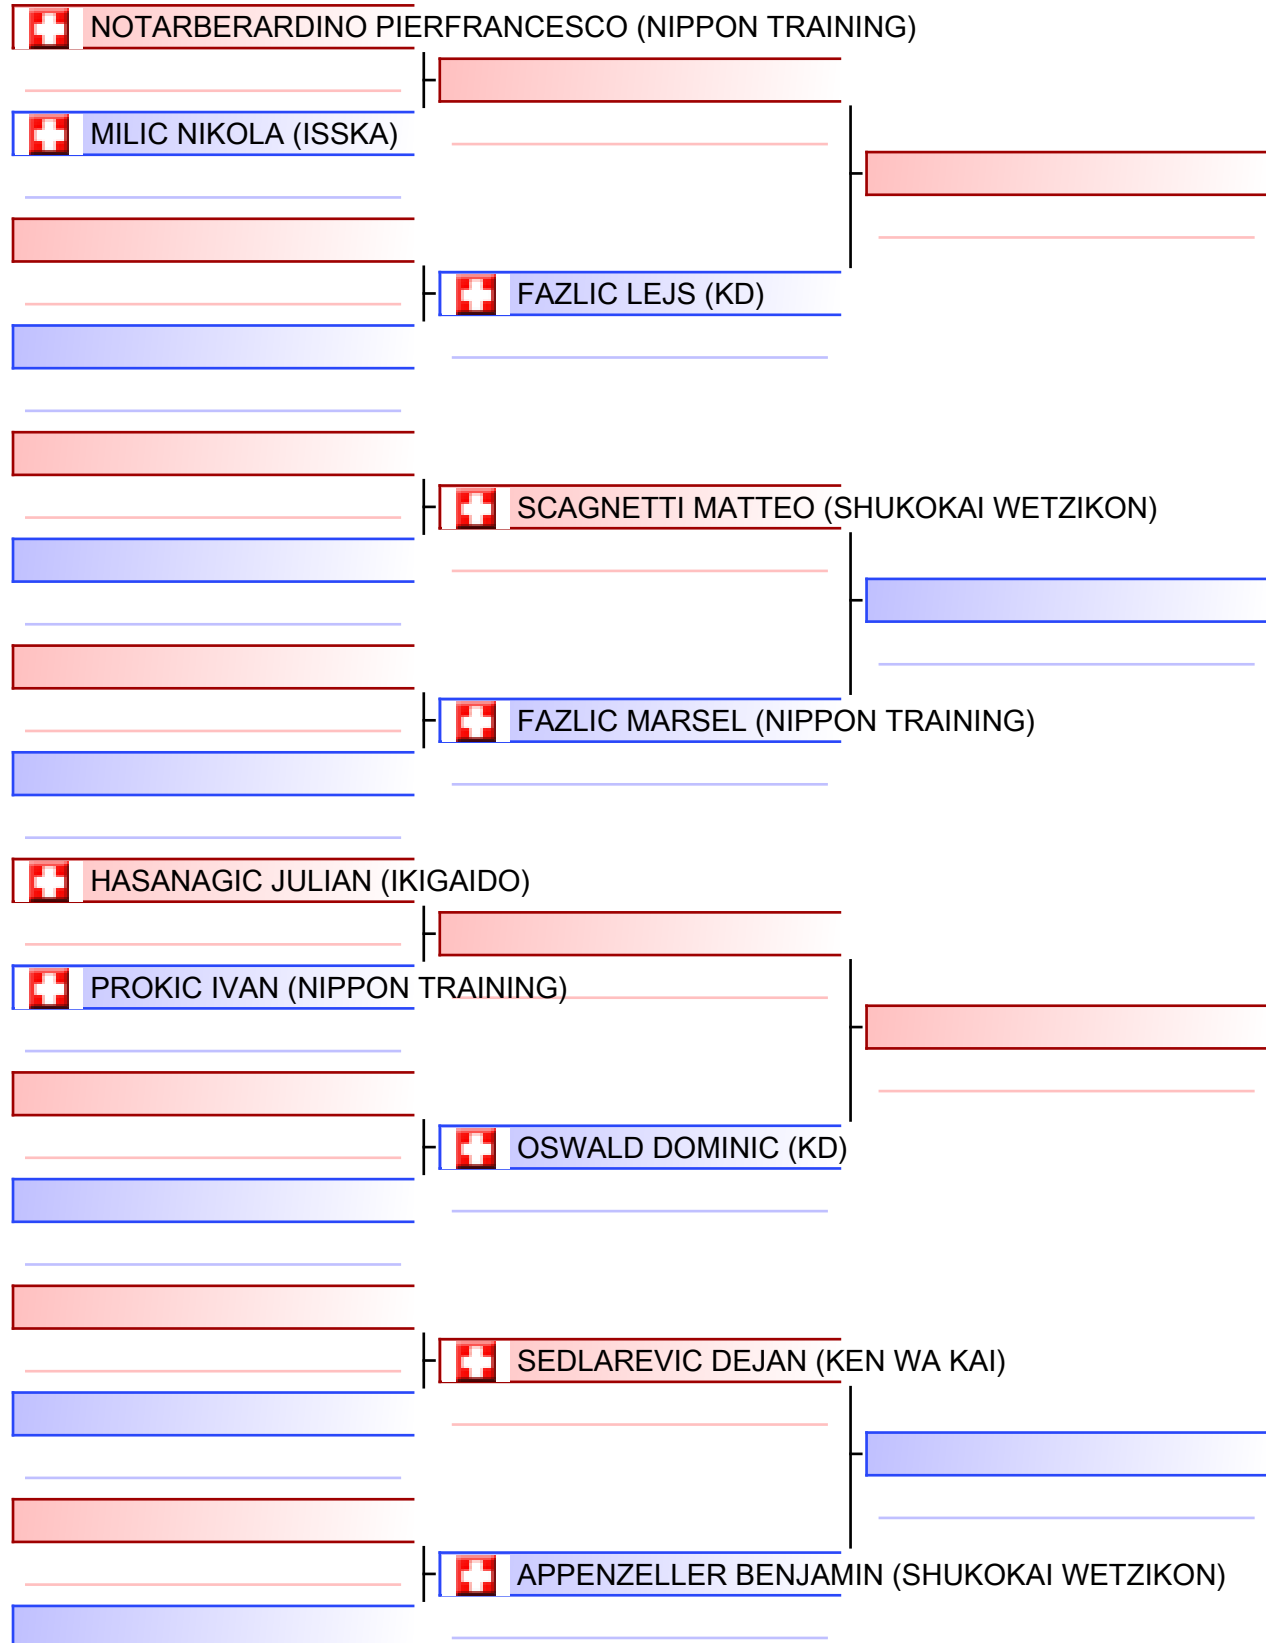 NOTARBERARDINO PIERFRANCESCO (NIPPON TRAINING)
MILIC NIKOLA (ISSKA)
FAZLIC LEJS (KD)
SCAGNETTI MATTEO (SHUKOKAI WETZIKON)
FAZLIC MARSEL (NIPPON TRAINING)
HASANAGIC JULIAN (IKIGAIDO)
PROKIC IVAN (NIPPON TRAINING)
OSWALD DOMINIC (KD)
SEDLAREVIC DEJAN (KEN WA KAI)
APPENZELLER BENJAMIN (SHUKOKAI WETZIKON)